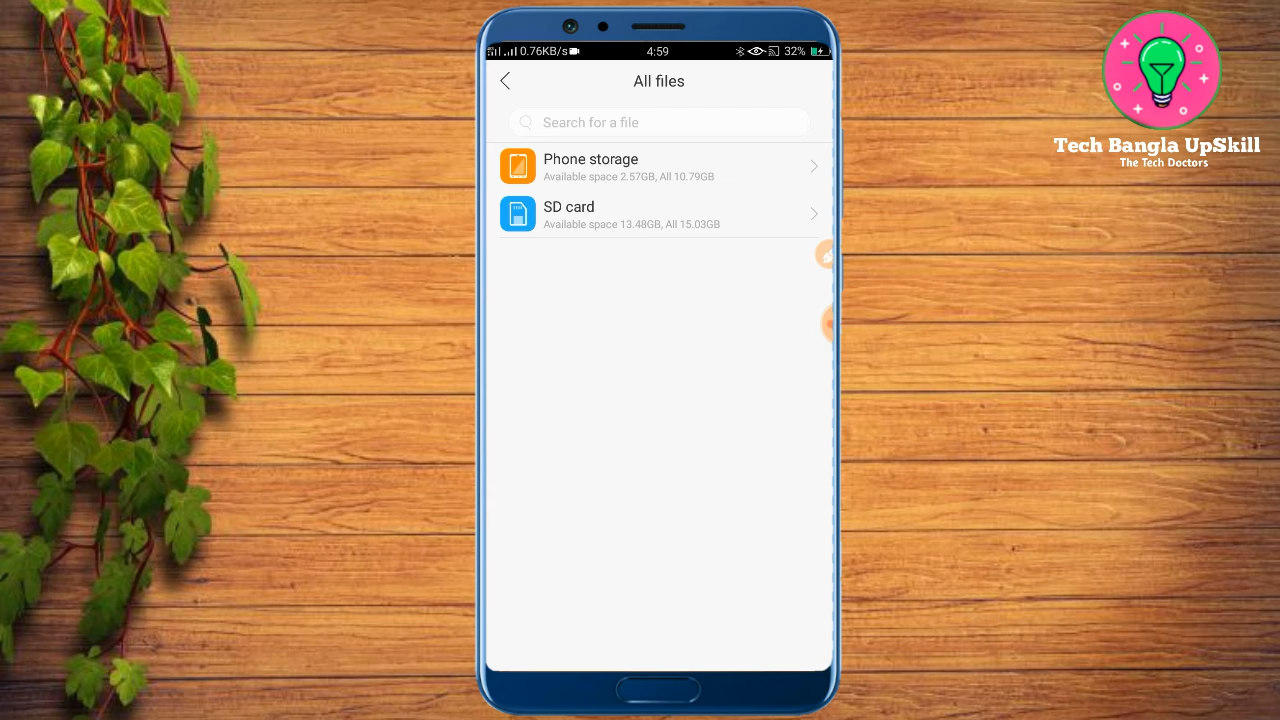 0.76KB/s
4:59
32%
All files
Search for a file
Phone storage
Available space 2.57GB, All 10.79GB
SD card
Available space 13.48GB, All 15.03GB
Tech Bangla UpSkill
The Tech Doctors